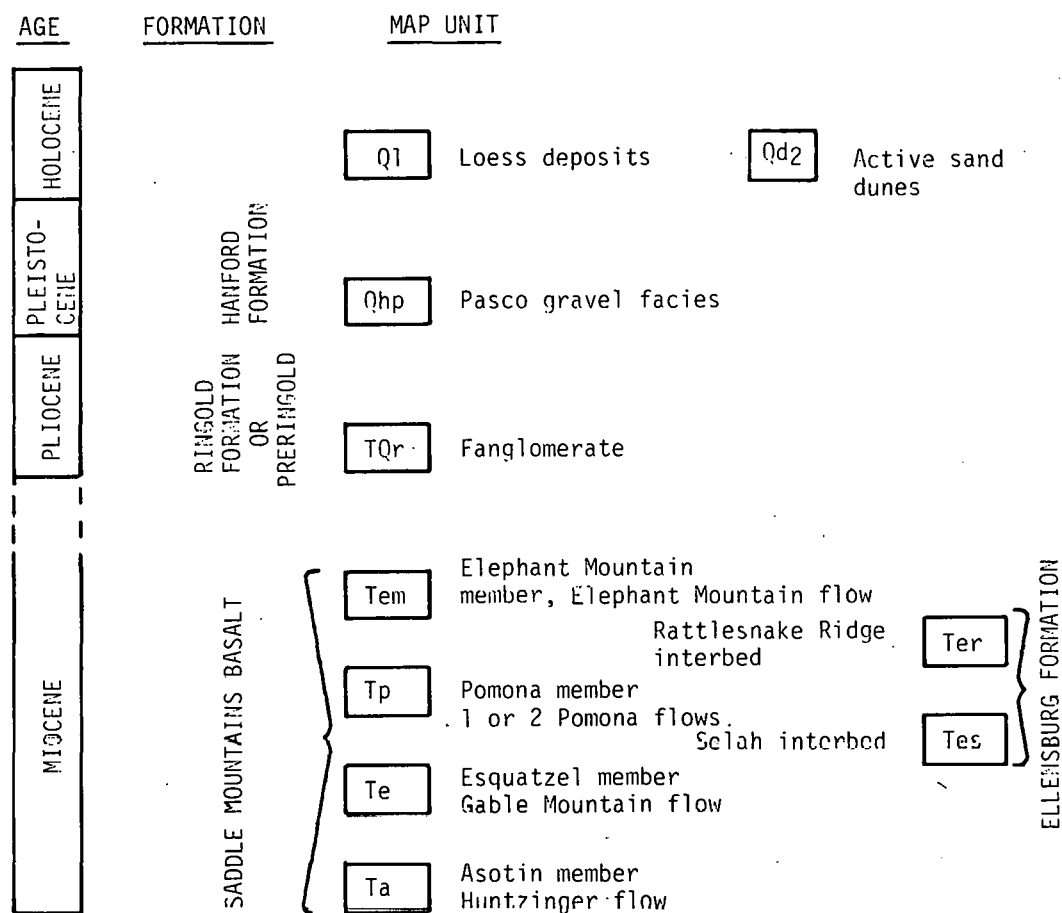 AGE FORMATION MAP UNIT
HOLOCENE
Ql Loess deposits
Qd2 Active sand
dunes
PLEISTO-
CENE
HANFORD
FORMATION
Qhp Pasco gravel facies
PLIOCENE
RINGOLD
FORMATION
OR
PRERINGOLD
TQr Fanglomerate
MIOCENE
SADDLE MOUNTAINS BASALT
Tem Elephant Mountain
member, Elephant Mountain flow
Rattlesnake Ridge
interbed
Ter
Tp Pomona member
1 or 2 Pomona flows.
Selah interbed Tes
ELLENSBURG FORMATION
Te Esquatzel member
Gable Mountain flow
Ta Asotin member
Huntzinger flow